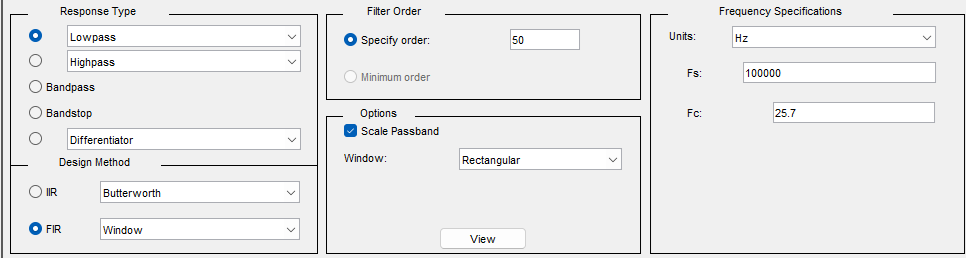 Response Type
Lowpass
Highpass
Bandpass
Bandstop
Differentiator
Design Method
IIR Butterworth
FIR Window
Filter Order
Specify order: 50
Minimum order
Options
Scale Passband
Window: Rectangular
View
Frequency Specifications
Units: Hz
Fs: 100000
Fc: 25.7